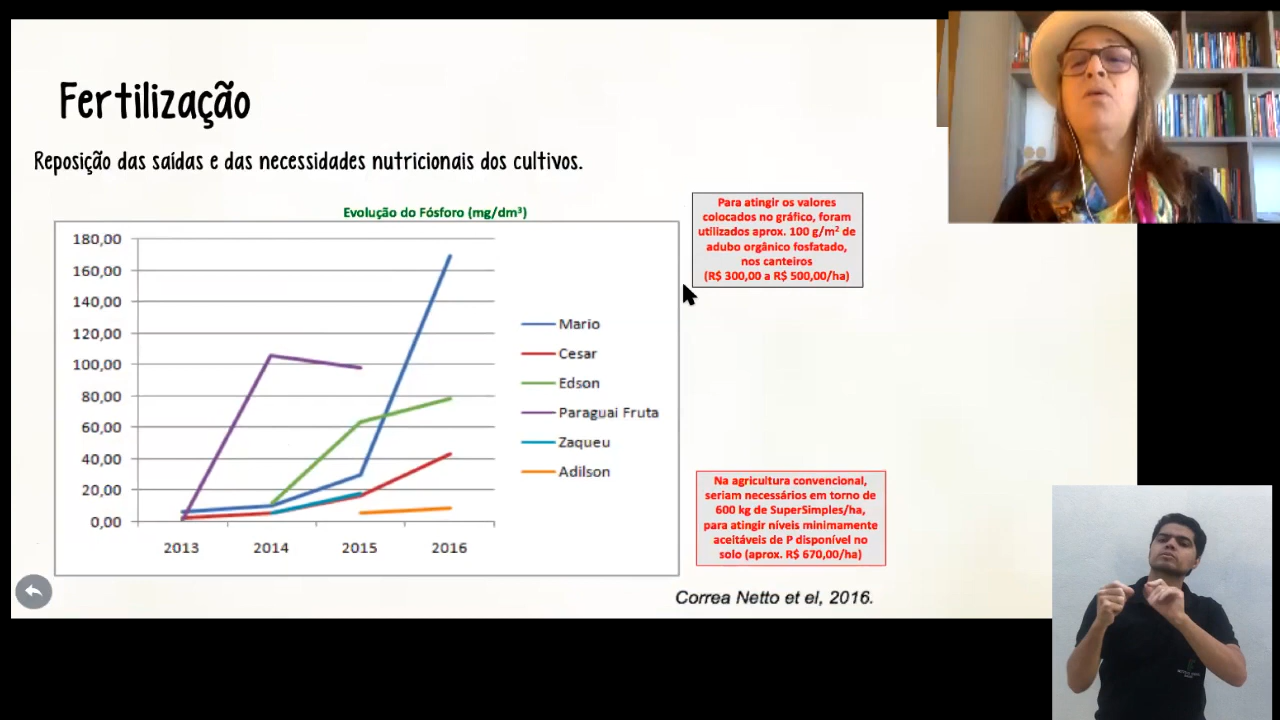 Fertilização
Reposição das saídas e das necessidades nutricionais dos cultivos.
Evolução do Fósforo (mg/dm³)
180,00
160,00
140,00
120,00
100,00
80,00
60,00
40,00
20,00
0,00
2013 2014 2015 2016
Mario
Cesar
Edson
Paraguai Fruta
Zaqueu
Adilson
Para atingir os valores
colocados no gráfico, foram
utilizados aprox. 100 g/m² de
adubo orgânico fosfatado,
nos canteiros
(R$ 300,00 a R$ 500,00/ha)
Na agricultura convencional,
seriam necessários em torno de
600 kg de SuperSimples/ha,
para atingir níveis minimamente
aceitáveis de P disponível no
solo (aprox. R$ 670,00/ha)
Correa Netto et el, 2016.